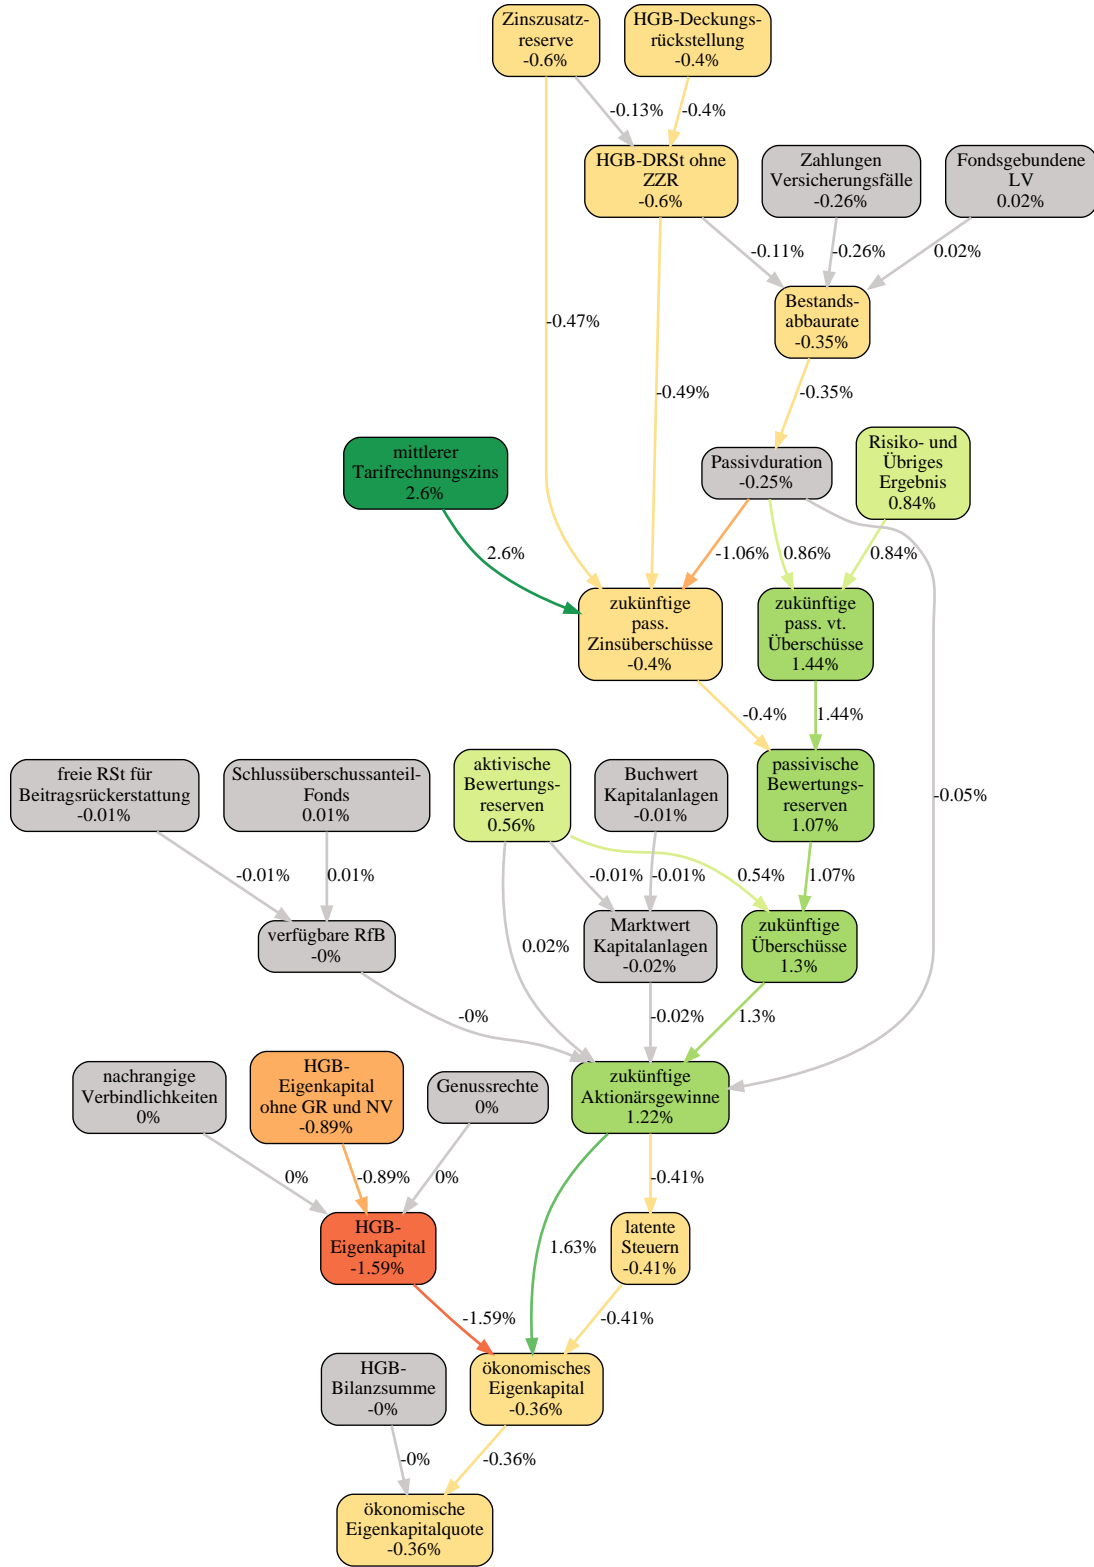 Zinszusatz-
reserve
-0.6%
HGB-Deckungs-
rückstellung
-0.4%
-0.13%
-0.4%
HGB-DRSt ohne
ZZR
-0.6%
Zahlungen
Versicherungsfälle
-0.26%
Fondsgebundene
LV
0.02%
-0.11%
-0.26%
0.02%
Bestands-
abbaurate
-0.35%
-0.47%
-0.49%
-0.35%
mittlerer
Tarifrechnungszins
2.6%
Passivduration
-0.25%
Risiko- und
Übriges
Ergebnis
0.84%
2.6%
-1.06%
0.86%
0.84%
zukünftige
pass.
Zinsüberschüsse
-0.4%
zukünftige
pass. vt.
Überschüsse
1.44%
-0.4%
1.44%
freie RSt für
Beitragsrückerstattung
-0.01%
Schlussüberschussanteil-
Fonds
0.01%
aktivische
Bewertungs-
reserven
0.56%
Buchwert
Kapitalanlagen
-0.01%
passivische
Bewertungs-
reserven
1.07%
-0.05%
-0.01%
0.01%
-0.01%
-0.01%
0.54%
1.07%
verfügbare RfB
-0%
0.02%
Marktwert
Kapitalanlagen
-0.02%
zukünftige
Überschüsse
1.3%
-0%
-0.02%
1.3%
nachrangige
Verbindlichkeiten
0%
HGB-
Eigenkapital
ohne GR und NV
-0.89%
Genussrechte
0%
zukünftige
Aktionärsgewinne
1.22%
0%
-0.89%
0%
-0.41%
HGB-
Eigenkapital
-1.59%
1.63%
latente
Steuern
-0.41%
-1.59%
-0.41%
HGB-
Bilanzsumme
-0%
ökonomisches
Eigenkapital
-0.36%
-0%
-0.36%
ökonomische
Eigenkapitalquote
-0.36%